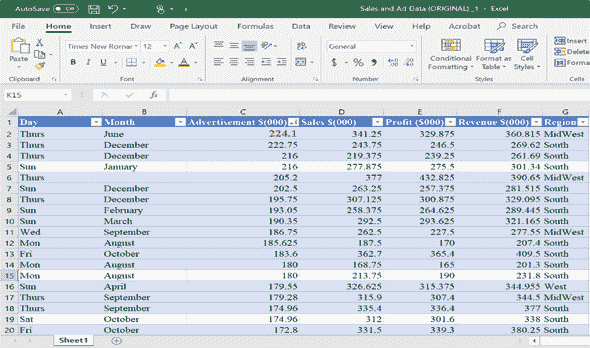 AutoSave Off Sales and Ad Data (ORIGINAL) _1 - Excel
File Home Insert Draw Page Layout Formulas Data Review View Help Acrobat Search
Times New Roman 12 A A General Insert
Paste B I U A $ % Conditional Formatting Format as Table Cell Styles Delete
Forma
Clipboard Font Alignment Number Styles Cells
K15 fx
A B C D E F G
1 Day Month Advertisement $(000) Sales $(000) Profit ($000) Revenue $(000) Region
2 Thurs June 224.1 341.25 329.875 360.815 MidWest
3 Thurs December 222.75 243.75 246.5 269.62 South
4 Thurs December 216 219.375 239.25 261.69 South
5 Sun January 216 277.875 275.5 301.34 South
6 Thurs 205.2 377 432.825 390.65 MidWest
7 Sun December 202.5 263.25 257.375 281.515 South
8 Thurs December 195.75 307.125 300.875 329.095 South
9 Sun February 193.05 258.375 264.625 289.445 South
10 Sun March 190.35 292.5 293.625 321.165 South
11 Wed September 186.75 262.5 227.5 277.55 MidWest
12 Mon August 185.625 187.5 170 207.4 South
13 Fri October 183.6 362.7 365.4 409.5 South
14 Mon August 180 168.75 165 201.3 South
15 Mon August 180 213.75 190 231.8 South
16 Sun April 179.55 326.625 315.375 344.955 West
17 Thurs September 179.28 315.9 307.4 344.5 MidWest
18 Thurs September 174.96 335.4 336.4 377 South
19 Sat October 174.96 312 301.6 338 South
20 Fri October 172.8 331.5 339.3 380.25 South
Sheet1